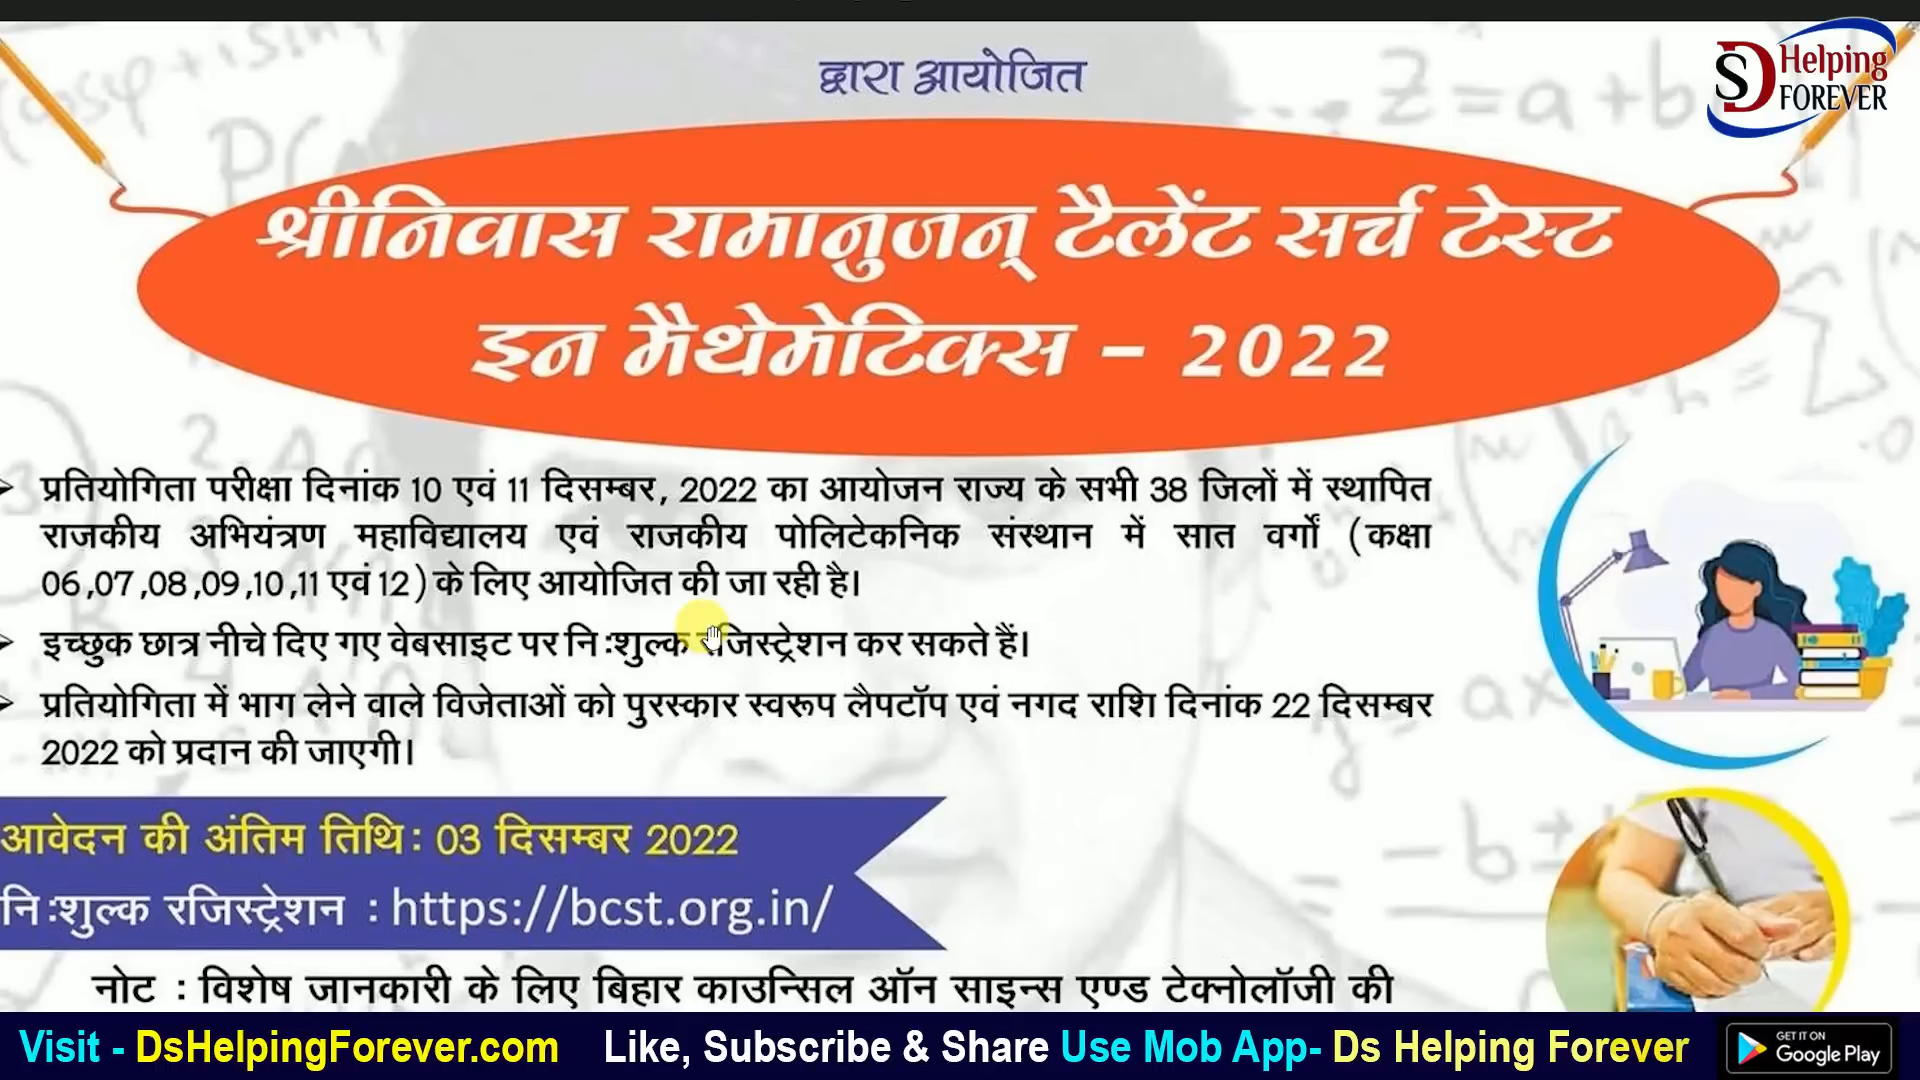 द्वारा आयोजित
SD Helping
FOREVER
श्रीनिवास रामानुजन् टैलेंट सर्च टेस्ट
इन मैथेमेटिक्स – 2022
प्रतियोगिता परीक्षा दिनांक 10 एवं 11 दिसम्बर, 2022 का आयोजन राज्य के सभी 38 जिलों में स्थापित
राजकीय अभियंत्रण महाविद्यालय एवं राजकीय पोलिटेकनिक संस्थान में सात वर्गों (कक्षा
06,07,08,09,10,11 एवं 12) के लिए आयोजित की जा रही है।
इच्छुक छात्र नीचे दिए गए वेबसाइट पर निःशुल्क रजिस्ट्रेशन कर सकते हैं।
प्रतियोगिता में भाग लेने वाले विजेताओं को पुरस्कार स्वरूप लैपटॉप एवं नगद राशि दिनांक 22 दिसम्बर
2022 को प्रदान की जाएगी।
आवेदन की अंतिम तिथि: 03 दिसम्बर 2022
निःशुल्क रजिस्ट्रेशन : https://bcst.org.in/
नोट : विशेष जानकारी के लिए बिहार काउन्सिल ऑन साइन्स एण्ड टेक्नोलॉजी की
Visit - DsHelpingForever.com Like, Subscribe & Share Use Mob App- Ds Helping Forever
GET IT ON
Google Play